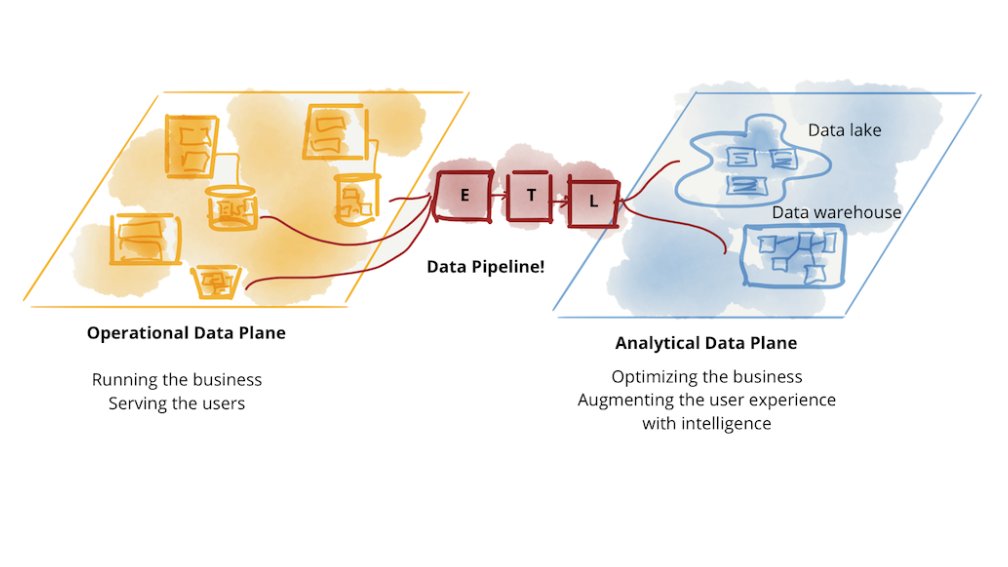 Data lake
E
T
L
Data warehouse
Data Pipeline!
Operational Data Plane
Running the business
Serving the users
Analytical Data Plane
Optimizing the business
Augmenting the user experience
with intelligence